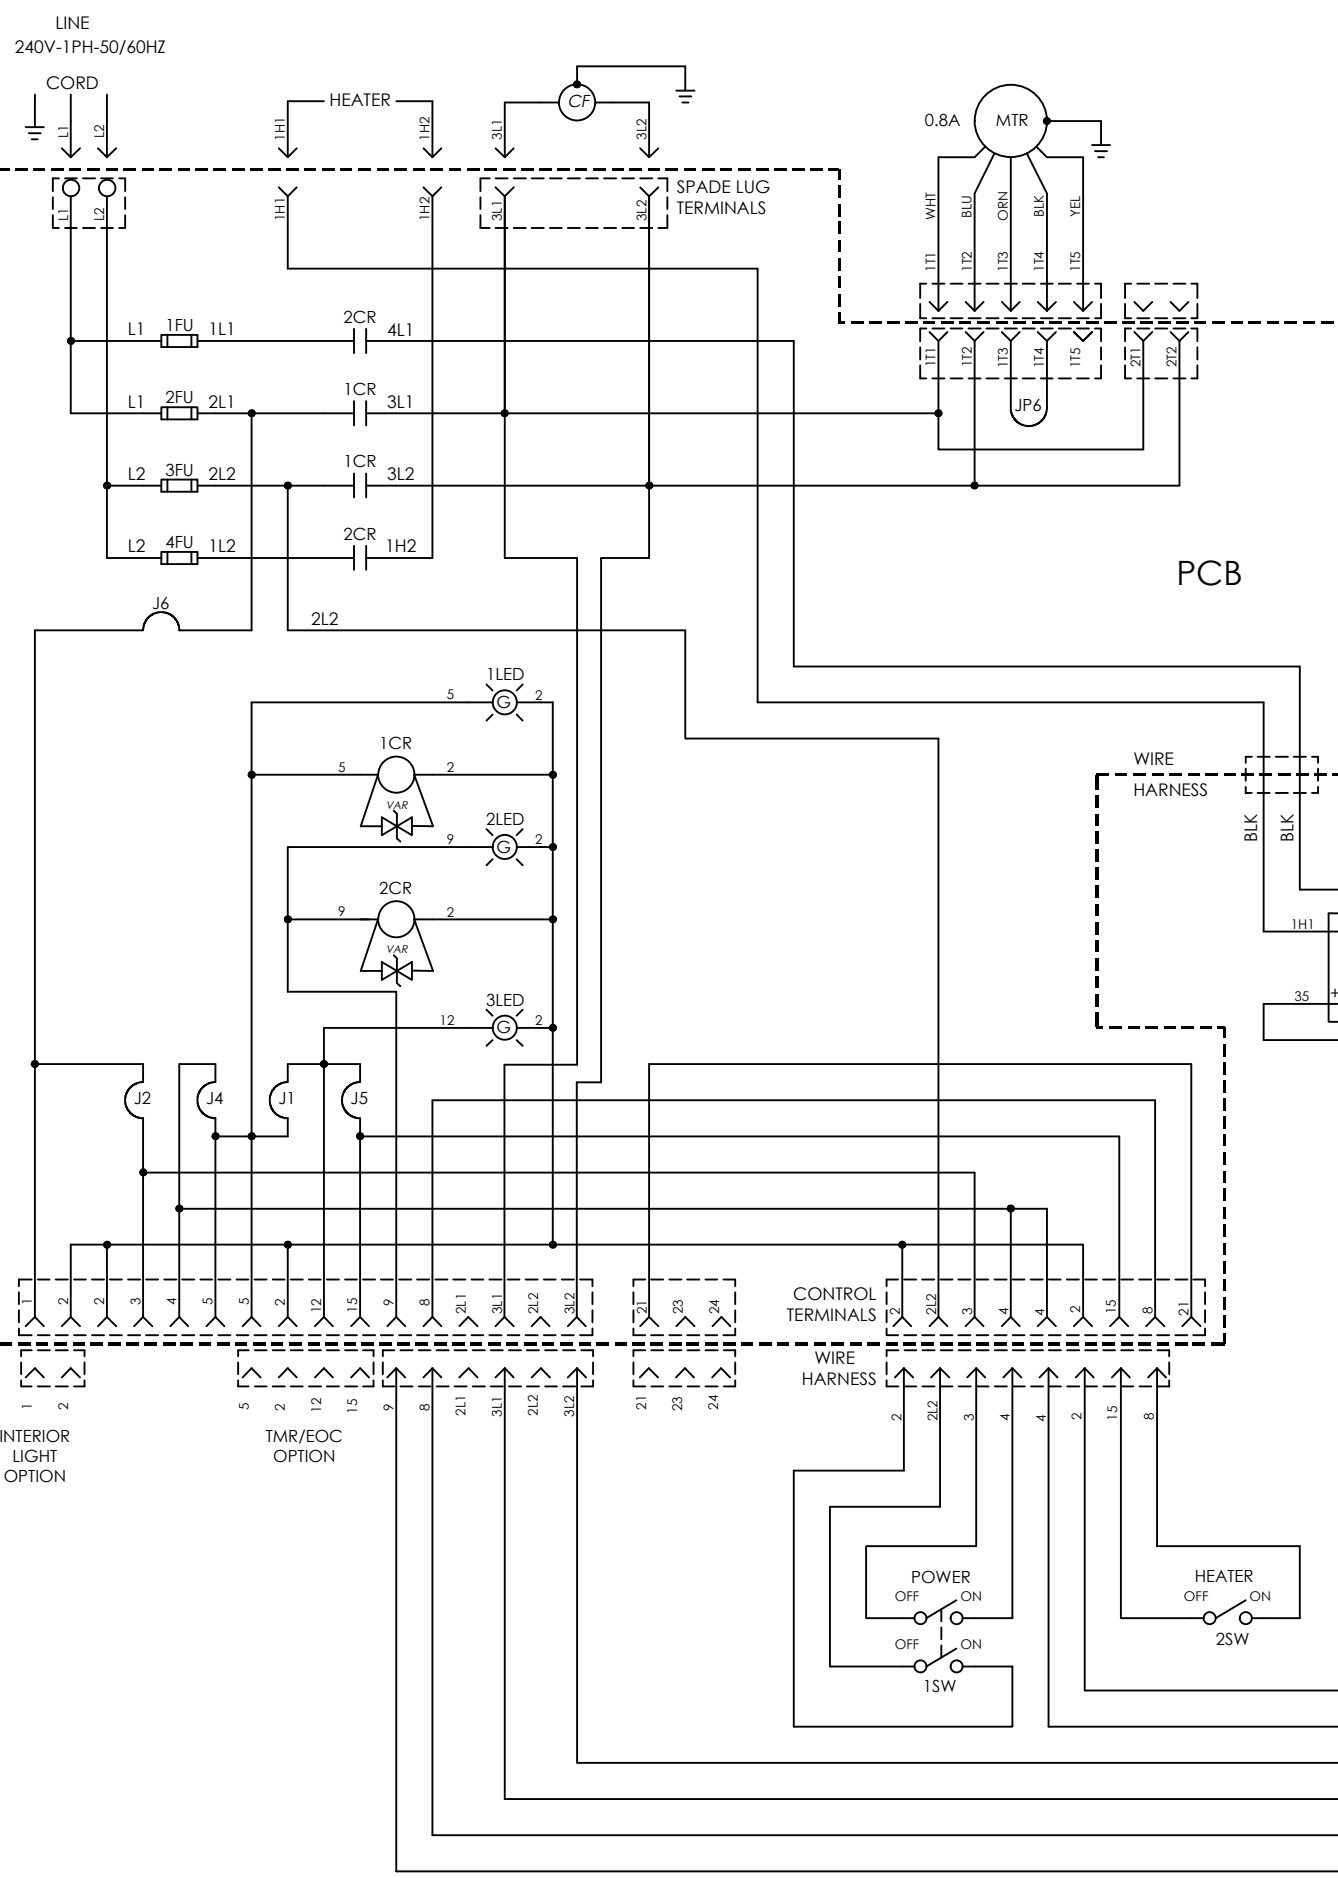 LINE
240V-1PH-50/60HZ
CORD
L1
L2
HEATER
1H1
1H2
CF
3L1
3L2
0.8A
MTR
L1
L2
1H1
1H2
3L1
3L2
SPADE LUG
TERMINALS
WHT
BLU
ORN
BLK
YEL
1T1
1T2
1T3
1T4
1T5
1T1
1T2
1T3
1T4
1T5
2T1
2T2
JP6
L1 1FU 1L1 2CR 4L1
L1 2FU 2L1 1CR 3L1
L2 3FU 2L2 1CR 3L2
L2 4FU 1L2 2CR 1H2
PCB
J6
2L2
1LED
5 G 2
1CR
5 2
VAR
2LED
9 G 2
2CR
9 2
VAR
3LED
12 G 2
WIRE
HARNESS
BLK
BLK
1H1
35
+
J2
J4
J1
J5
1
2
2
3
4
5
5
2
12
15
9
8
2L1
3L1
2L2
3L2
21
23
24
CONTROL
TERMINALS
2
2L2
3
4
4
2
15
8
21
WIRE
HARNESS
1
2
5
2
12
15
9
8
2L1
3L1
2L2
3L2
21
23
24
2
2L2
3
4
4
2
15
8
INTERIOR
LIGHT
OPTION
TMR/EOC
OPTION
POWER
OFF ON
OFF ON
1SW
HEATER
OFF ON
2SW